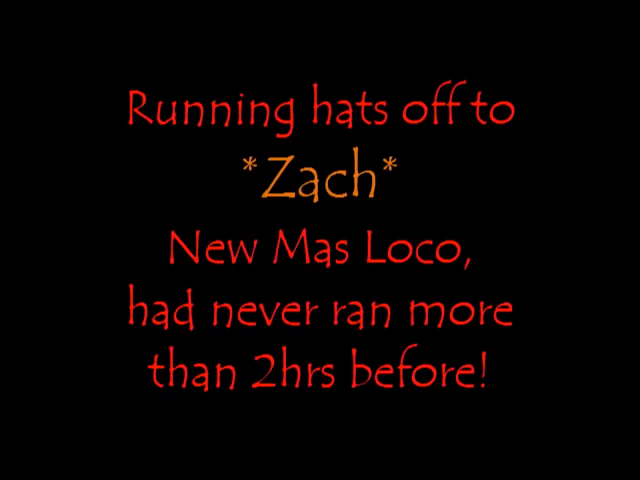 Running hats off to
*Zach*
New Mas Loco,
had never ran more
than 2hrs before!